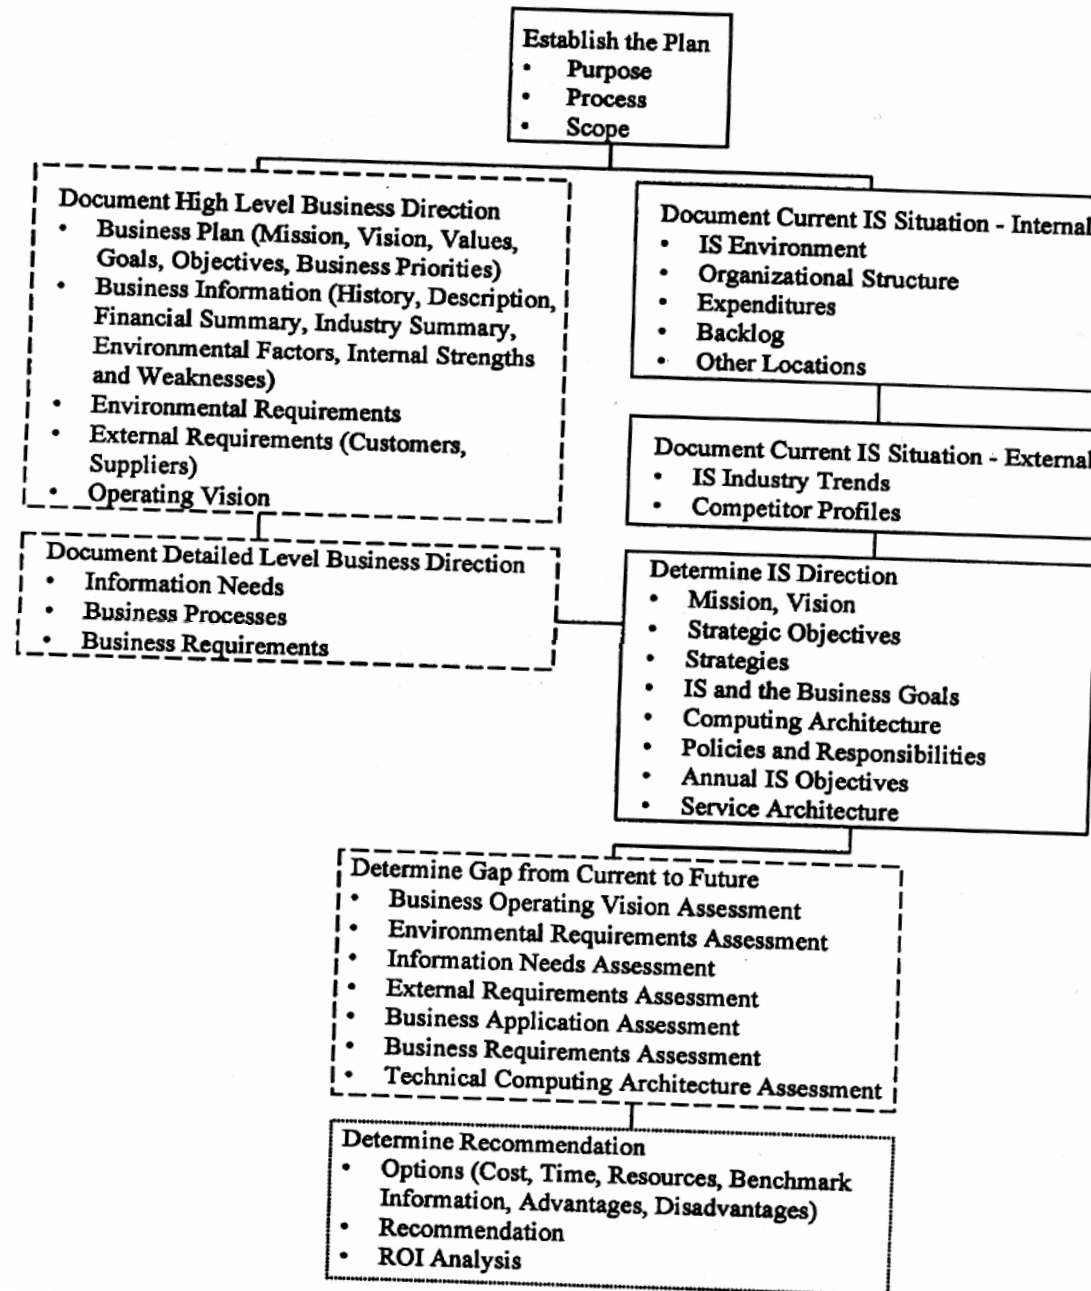 Establish the Plan
• Purpose
• Process
• Scope
Document High Level Business Direction
• Business Plan (Mission, Vision, Values,
Goals, Objectives, Business Priorities)
• Business Information (History, Description,
Financial Summary, Industry Summary,
Environmental Factors, Internal Strengths
and Weaknesses)
• Environmental Requirements
• External Requirements (Customers,
Suppliers)
• Operating Vision
Document Detailed Level Business Direction
• Information Needs
• Business Processes
• Business Requirements
Document Current IS Situation - Internal
• IS Environment
• Organizational Structure
• Expenditures
• Backlog
• Other Locations
Document Current IS Situation - External
• IS Industry Trends
• Competitor Profiles
Determine IS Direction
• Mission, Vision
• Strategic Objectives
• Strategies
• IS and the Business Goals
• Computing Architecture
• Policies and Responsibilities
• Annual IS Objectives
• Service Architecture
Determine Gap from Current to Future
• Business Operating Vision Assessment
• Environmental Requirements Assessment
• Information Needs Assessment
• External Requirements Assessment
• Business Application Assessment
• Business Requirements Assessment
• Technical Computing Architecture Assessment
Determine Recommendation
• Options (Cost, Time, Resources, Benchmark
Information, Advantages, Disadvantages)
• Recommendation
• ROI Analysis